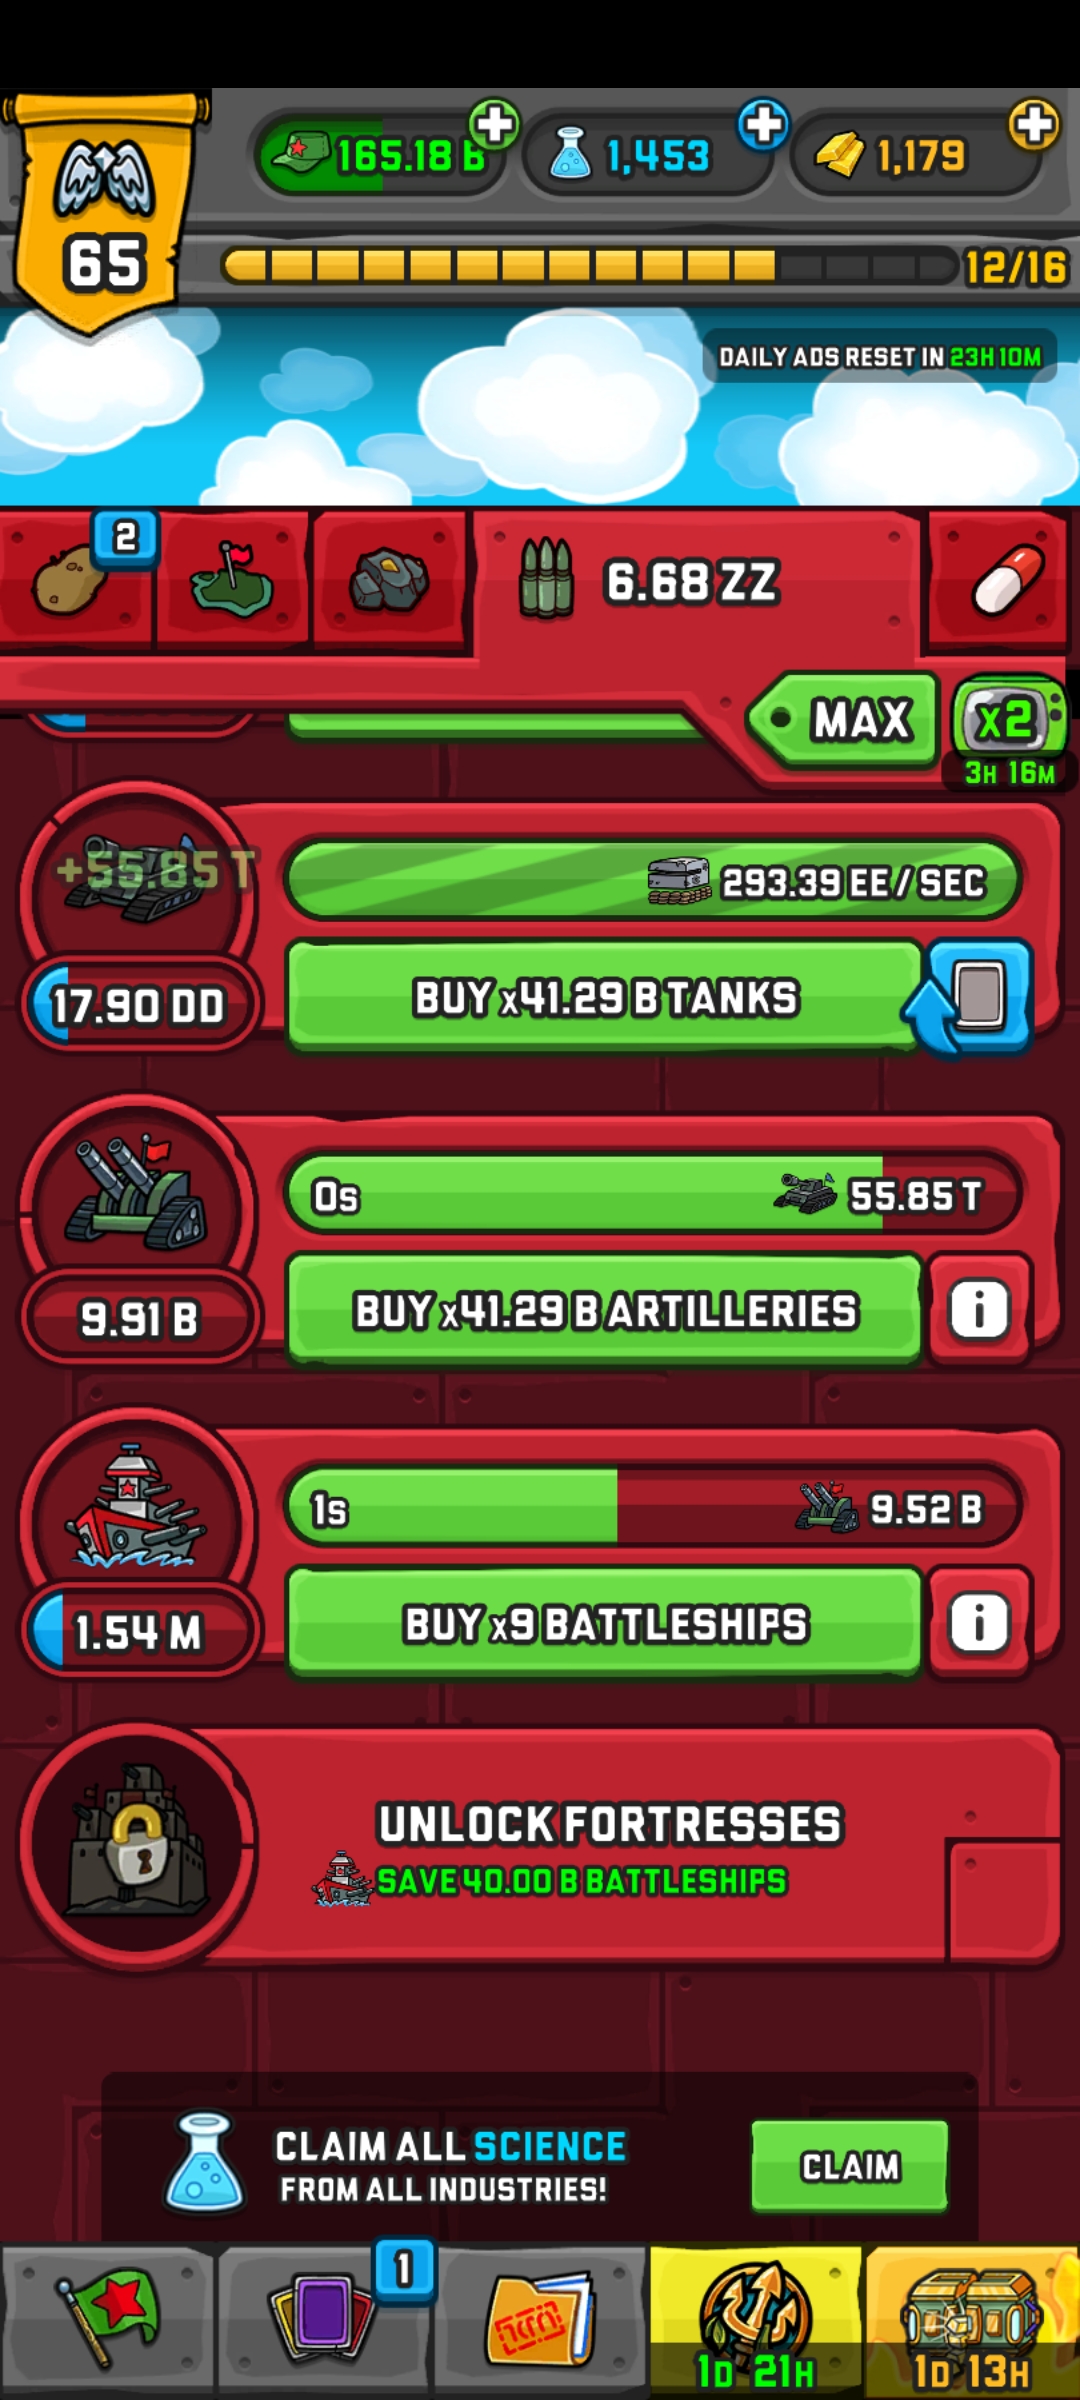 165.18 B
1,453
1,179
65
12/16
DAILY ADS RESET IN 23H 10M
2
6.68 ZZ
MAX
x2
3H 16M
+55.85 T
293.39 EE / SEC
17.90 DD
BUY x41.29 B TANKS
0s
55.85 T
9.91 B
BUY x41.29 B ARTILLERIES
i
1s
9.52 B
1.54 M
BUY x9 BATTLESHIPS
i
UNLOCK FORTRESSES
SAVE 40.00 B BATTLESHIPS
CLAIM ALL SCIENCE
FROM ALL INDUSTRIES!
CLAIM
1
1D 21H
1D 13H